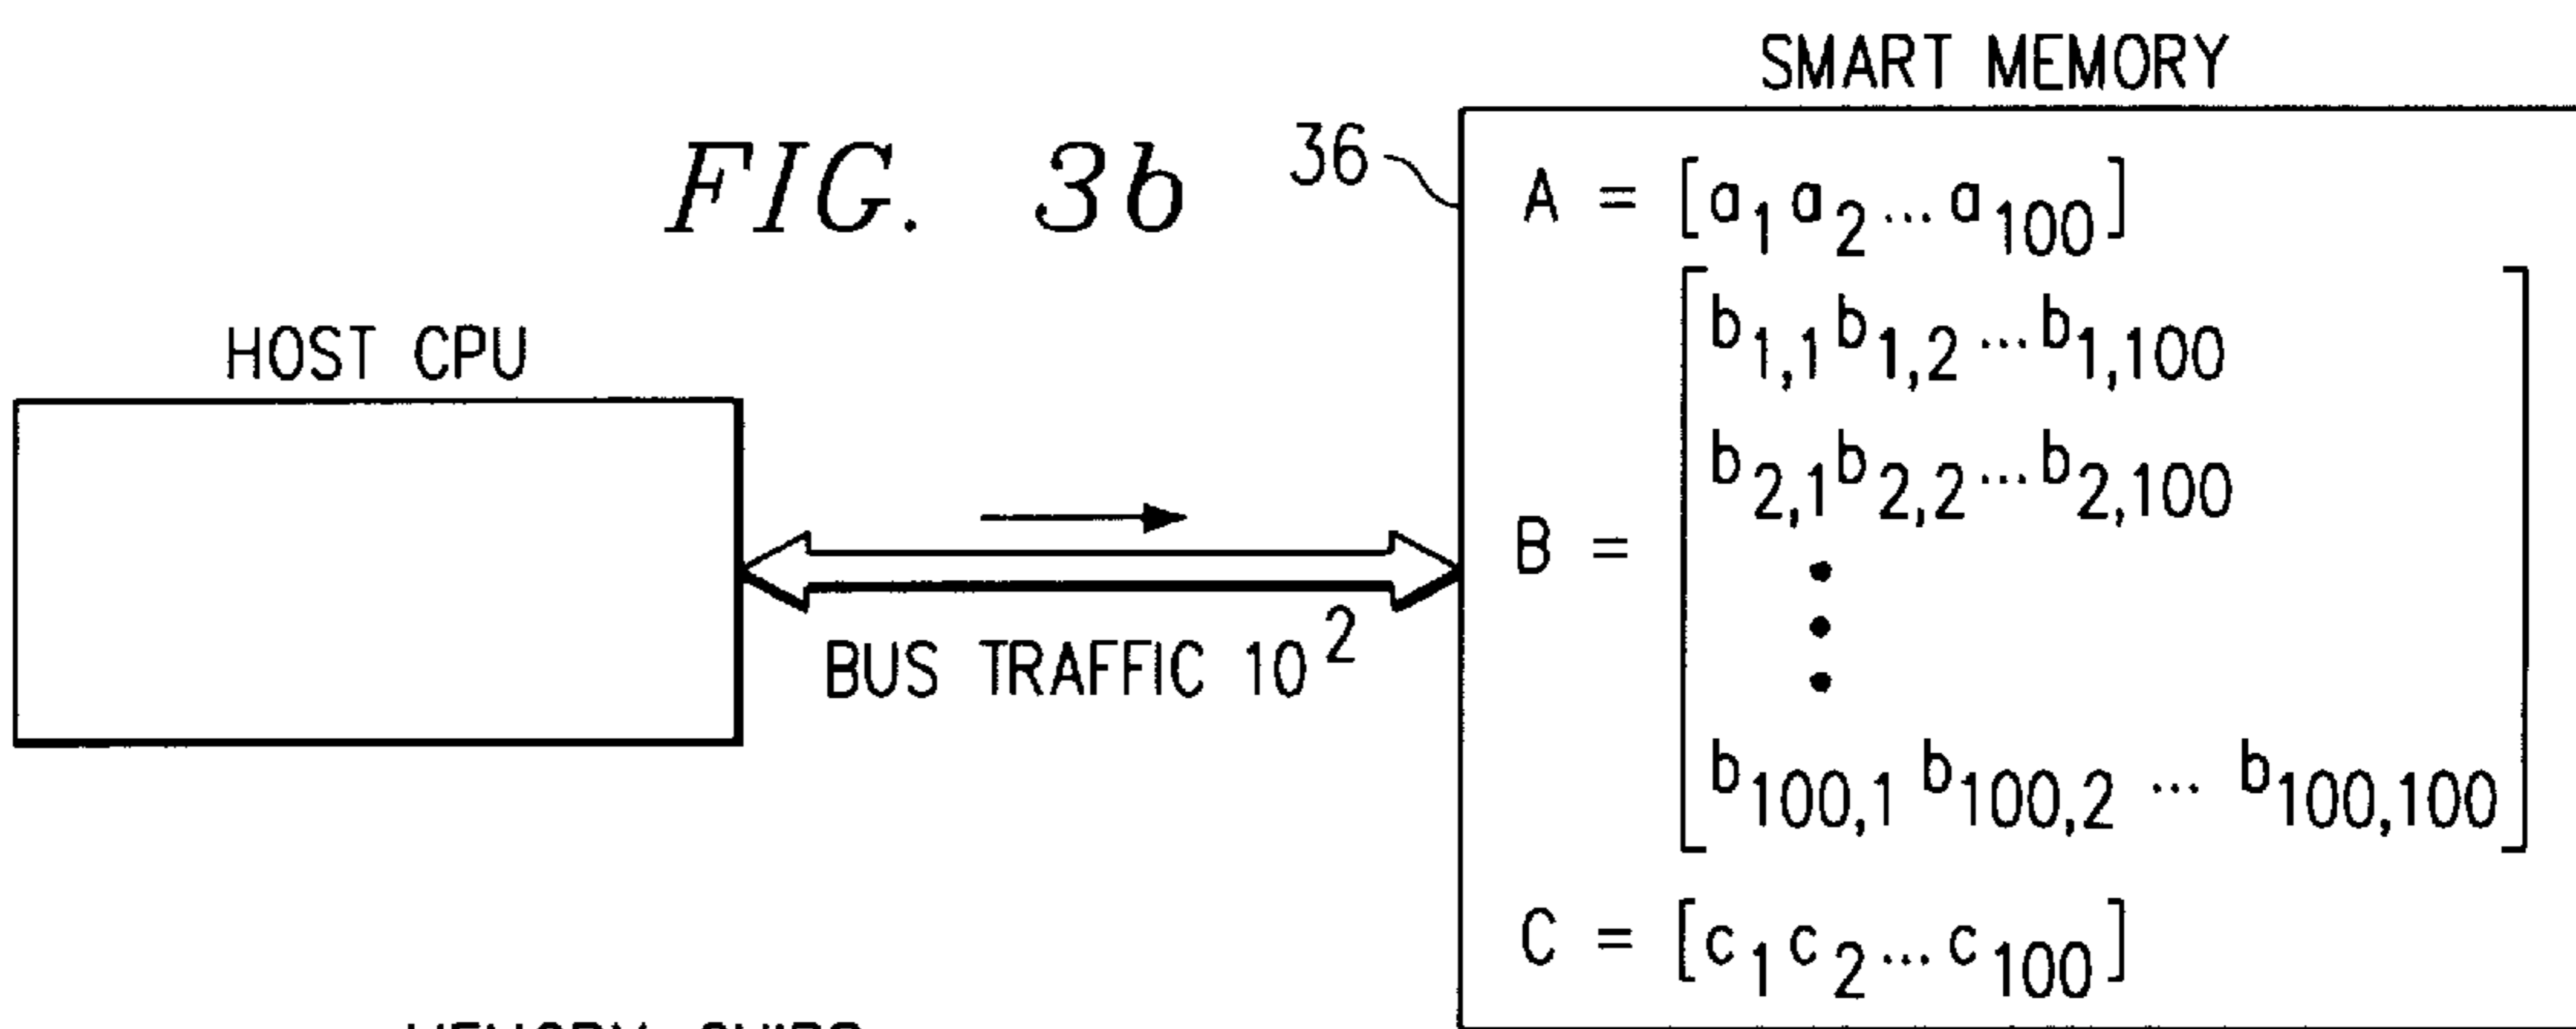 SMART MEMORY
FIG. 3b
36
A = [a1 a2 ... a100]
HOST CPU
b1,1 b1,2 ... b1,100
b2,1 b2,2 ... b2,100
B =
BUS TRAFFIC 10^2
b100,1 b100,2 ... b100,100
C = [c1 c2 ... c100]